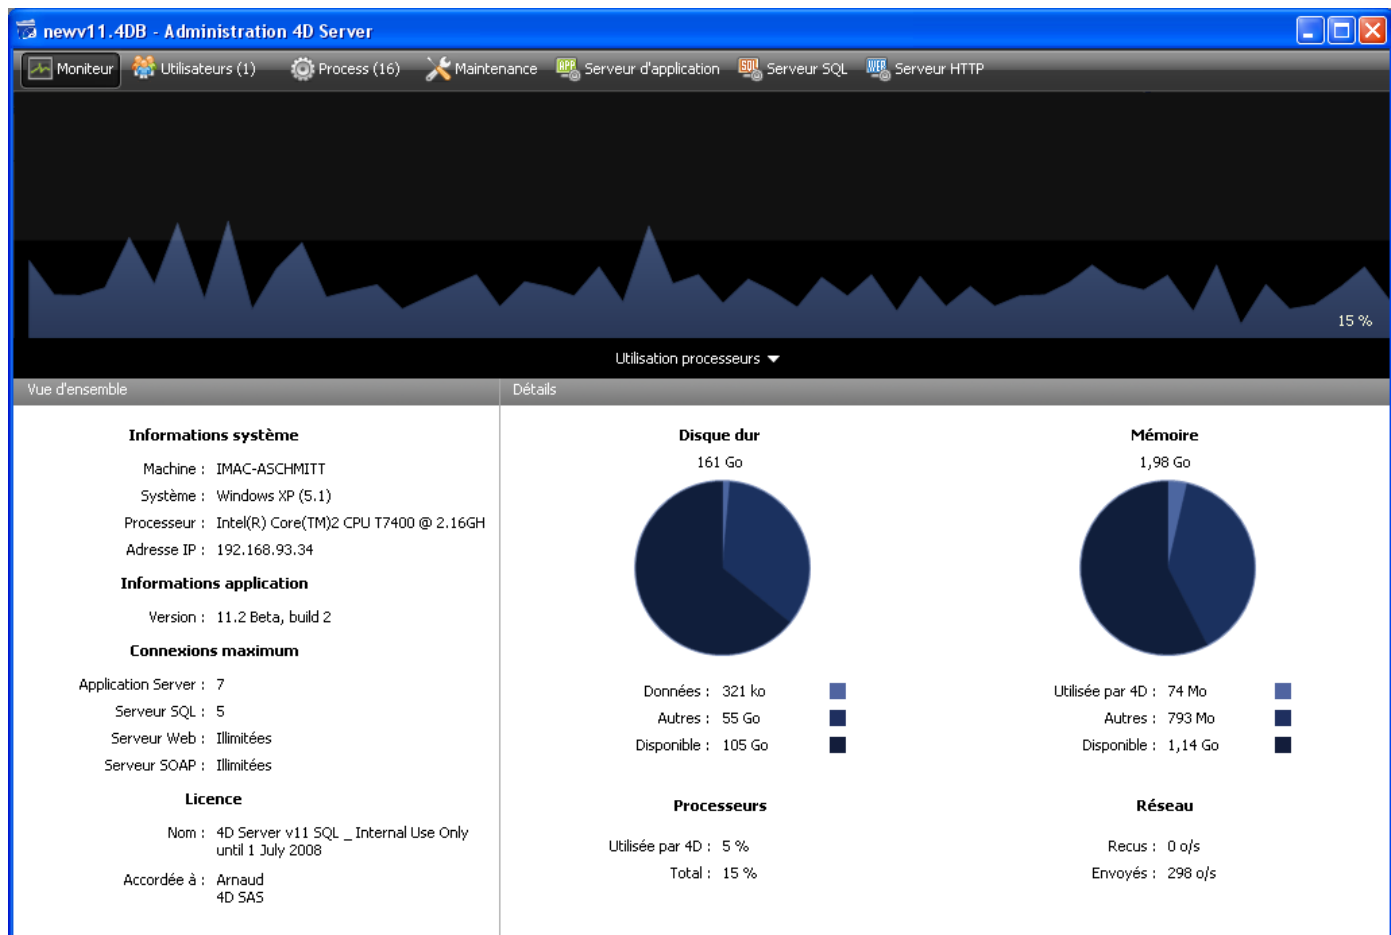 newv11.4DB - Administration 4D Server
Moniteur Utilisateurs (1) Process (16) Maintenance Serveur d'application Serveur SQL Serveur HTTP
15 %
Utilisation processeurs
Vue d'ensemble
Informations système
Machine : IMAC-ASCHMITT
Système : Windows XP (5.1)
Processeur : Intel(R) Core(TM)2 CPU T7400 @ 2.16GH
Adresse IP : 192.168.93.34
Informations application
Version : 11.2 Beta, build 2
Connexions maximum
Application Server : 7
Serveur SQL : 5
Serveur Web : Illimitées
Serveur SOAP : Illimitées
Licence
Nom : 4D Server v11 SQL _ Internal Use Only
until 1 July 2008
Accordée à : Arnaud
4D SAS
Détails
Disque dur
161 Go
Données : 321 ko
Autres : 55 Go
Disponible : 105 Go
Mémoire
1,98 Go
Utilisée par 4D : 74 Mo
Autres : 793 Mo
Disponible : 1,14 Go
Processeurs
Utilisée par 4D : 5 %
Total : 15 %
Réseau
Recus : 0 o/s
Envoyés : 298 o/s